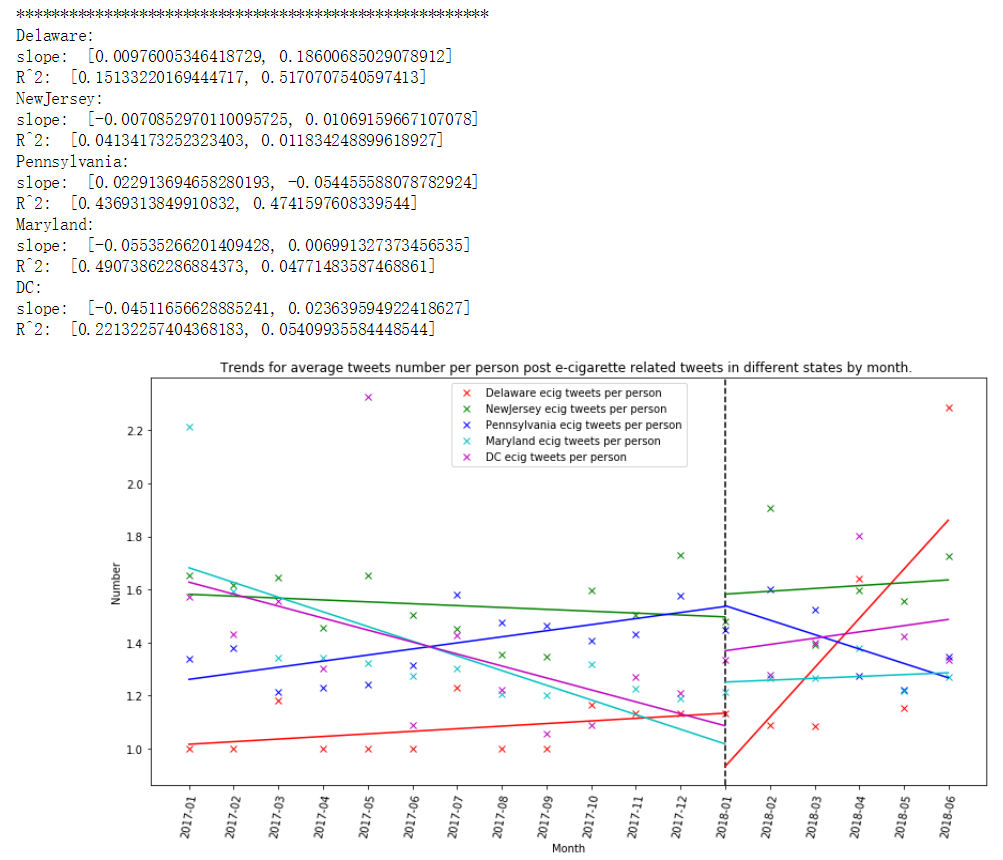 ******************************************************
Delaware:
slope:  [0.00976005346418729, 0.18600685029078912]
R^2:  [0.15133220169444717, 0.5170707540597413]
NewJersey:
slope:  [-0.0070852970110095725, 0.01069159667107078]
R^2:  [0.04134173252323403, 0.011834248899618927]
Pennsylvania:
slope:  [0.022913694658280193, -0.054455588078782924]
R^2:  [0.4369313849910832, 0.4741597608339544]
Maryland:
slope:  [-0.05535266201409428, 0.006991327373456535]
R^2:  [0.49073862286884373, 0.04771483587468861]
DC:
slope:  [-0.04511656628885241, 0.023639594922418627]
R^2:  [0.22132257404368183, 0.05409935584448544]
Trends for average tweets number per person post e-cigarette related tweets in different states by month.
Delaware ecig tweets per person
NewJersey ecig tweets per person
Pennsylvania ecig tweets per person
Maryland ecig tweets per person
DC ecig tweets per person
Number
2.2
2.0
1.8
1.6
1.4
1.2
1.0
2017-01
2017-02
2017-03
2017-04
2017-05
2017-06
2017-07
2017-08
2017-09
2017-10
2017-11
2017-12
2018-01
2018-02
2018-03
2018-04
2018-05
2018-06
Month